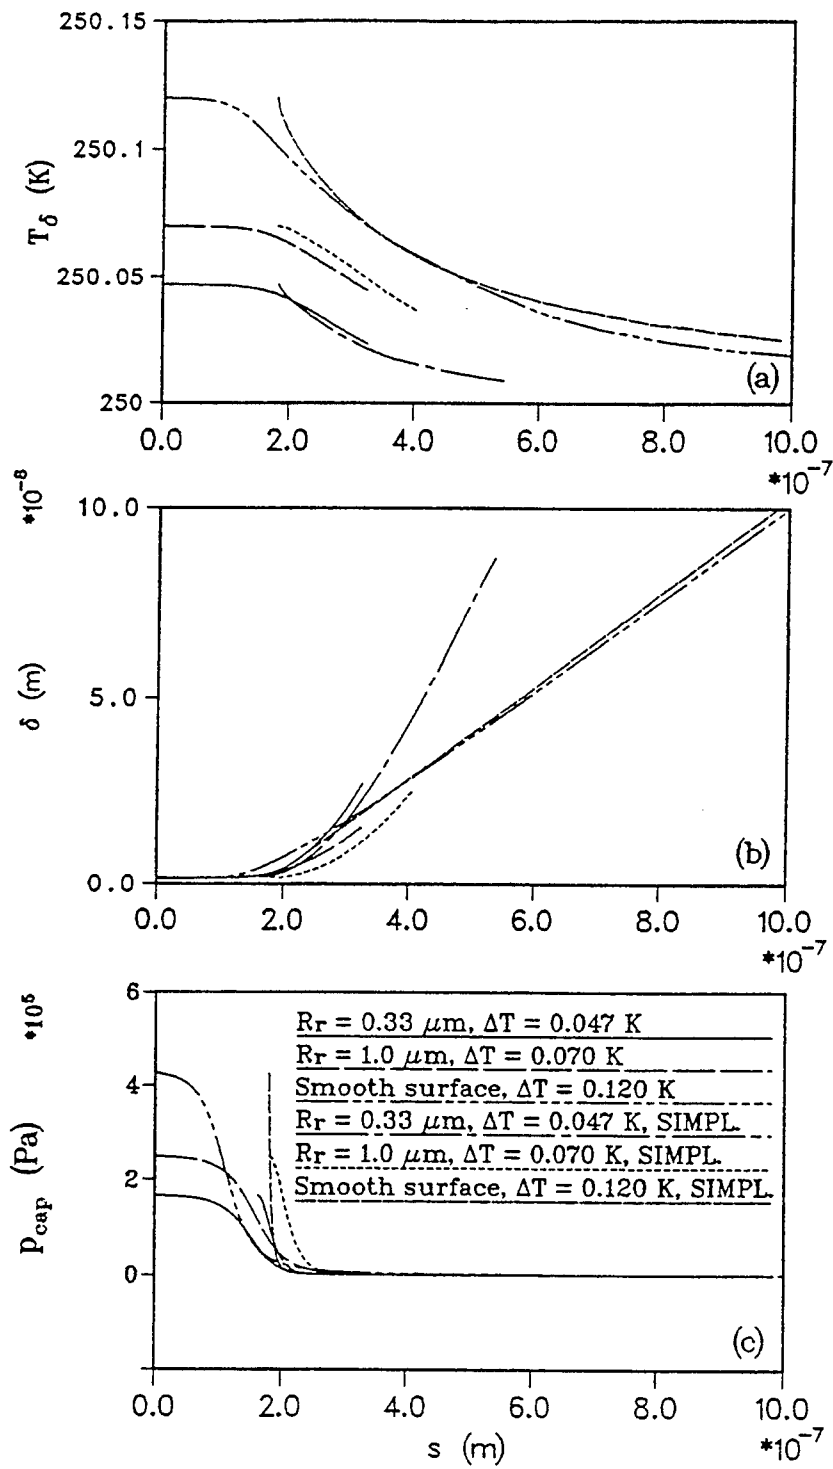 250.15
250.1
250.05
250
T_δ (K)
(a)
0.0 2.0 4.0 6.0 8.0 10.0
*10^-7
*10^-8
10.0
5.0
0.0
δ (m)
(b)
0.0 2.0 4.0 6.0 8.0 10.0
*10^-7
*10^5
6
4
2
0
p_cap (Pa)
Rr = 0.33 μm, ΔT = 0.047 K
Rr = 1.0 μm, ΔT = 0.070 K
Smooth surface, ΔT = 0.120 K
Rr = 0.33 μm, ΔT = 0.047 K, SIMPL.
Rr = 1.0 μm, ΔT = 0.070 K, SIMPL.
Smooth surface, ΔT = 0.120 K, SIMPL.
(c)
0.0 2.0 4.0 6.0 8.0 10.0
s (m)
*10^-7